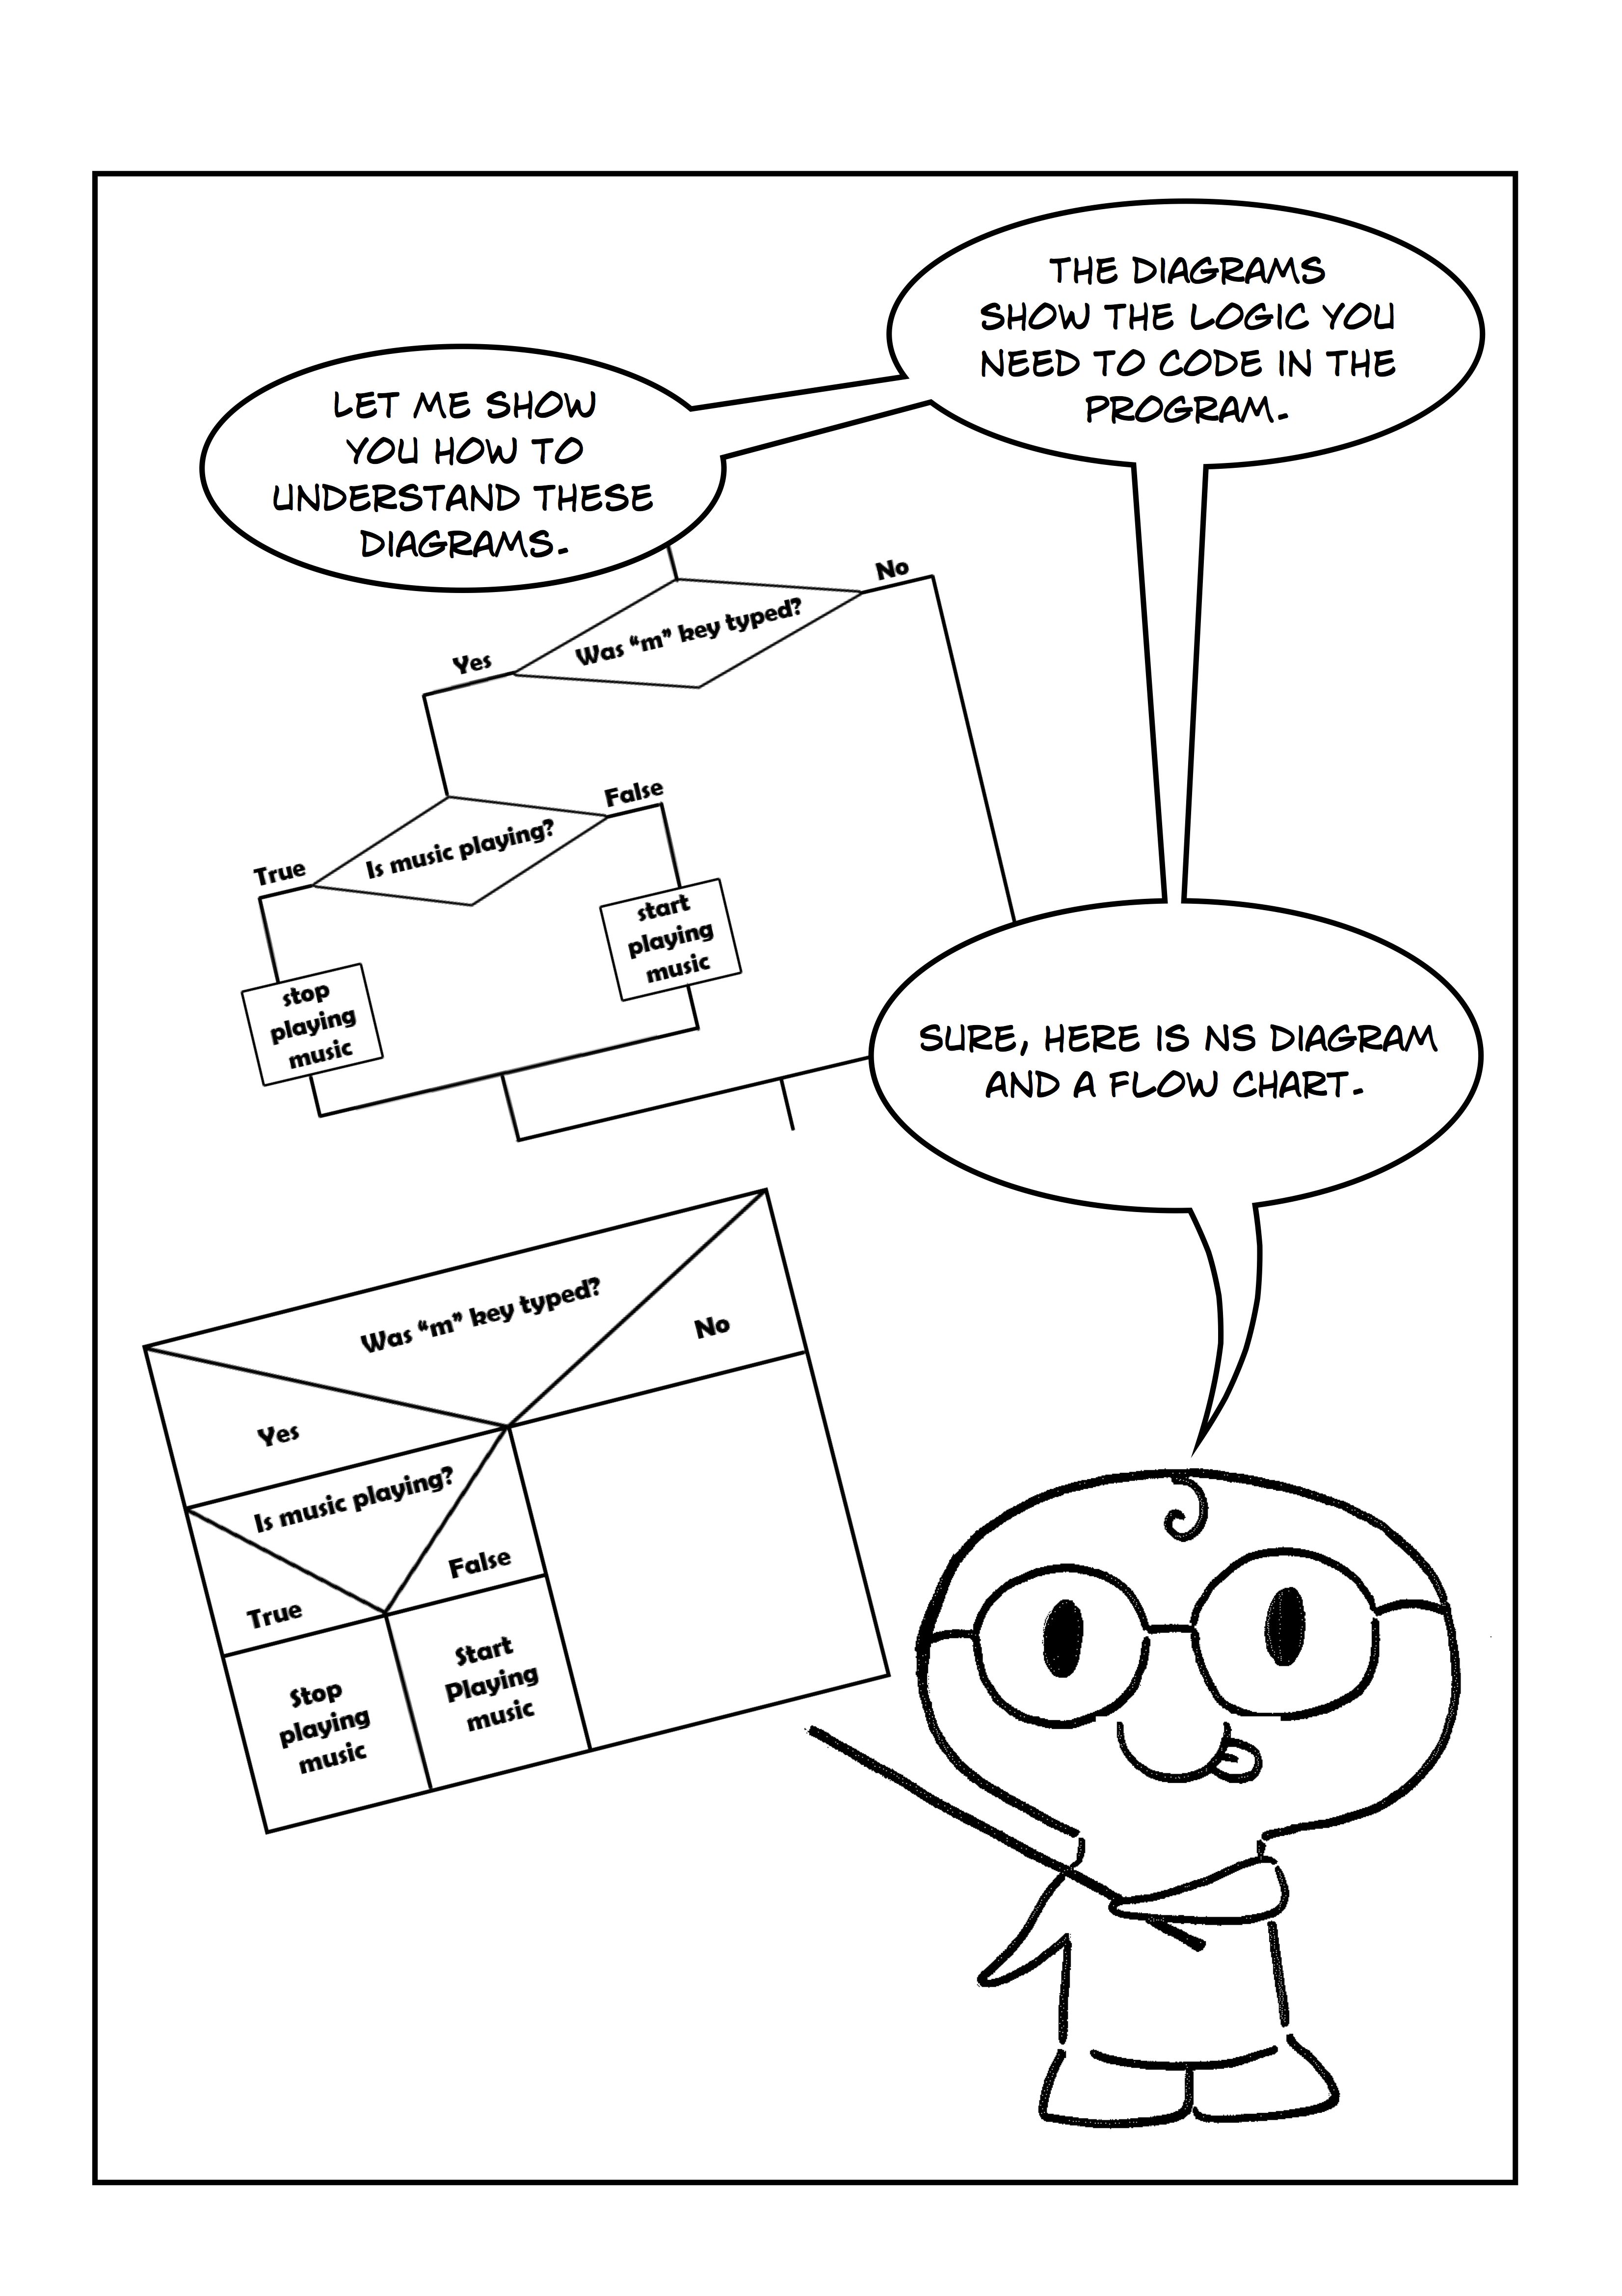 THE DIAGRAMS
SHOW THE LOGIC YOU
NEED TO CODE IN THE
PROGRAM.
LET ME SHOW
YOU HOW TO
UNDERSTAND THESE
DIAGRAMS.
No
Was “m” key typed?
Yes
False
Is music playing?
True
start
playing
music
stop
playing
music
SURE, HERE IS NS DIAGRAM
AND A FLOW CHART.
Was “m” key typed?
No
Yes
Is music playing?
False
True
Stop
playing
music
Start
Playing
music